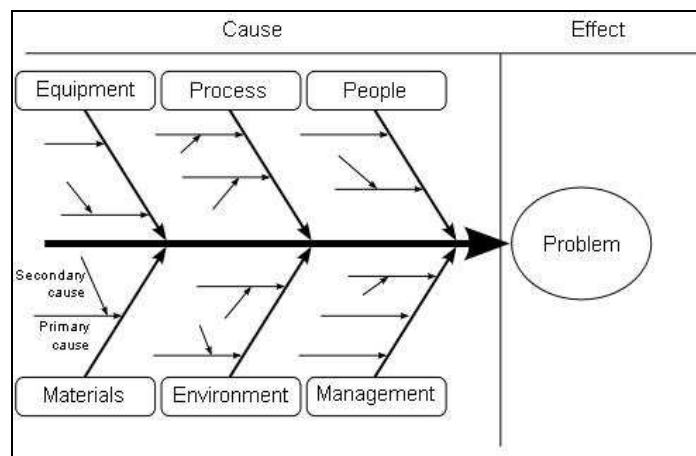 Cause
Effect
Equipment
Process
People
Problem
Secondary
cause
Primary
cause
Materials
Environment
Management